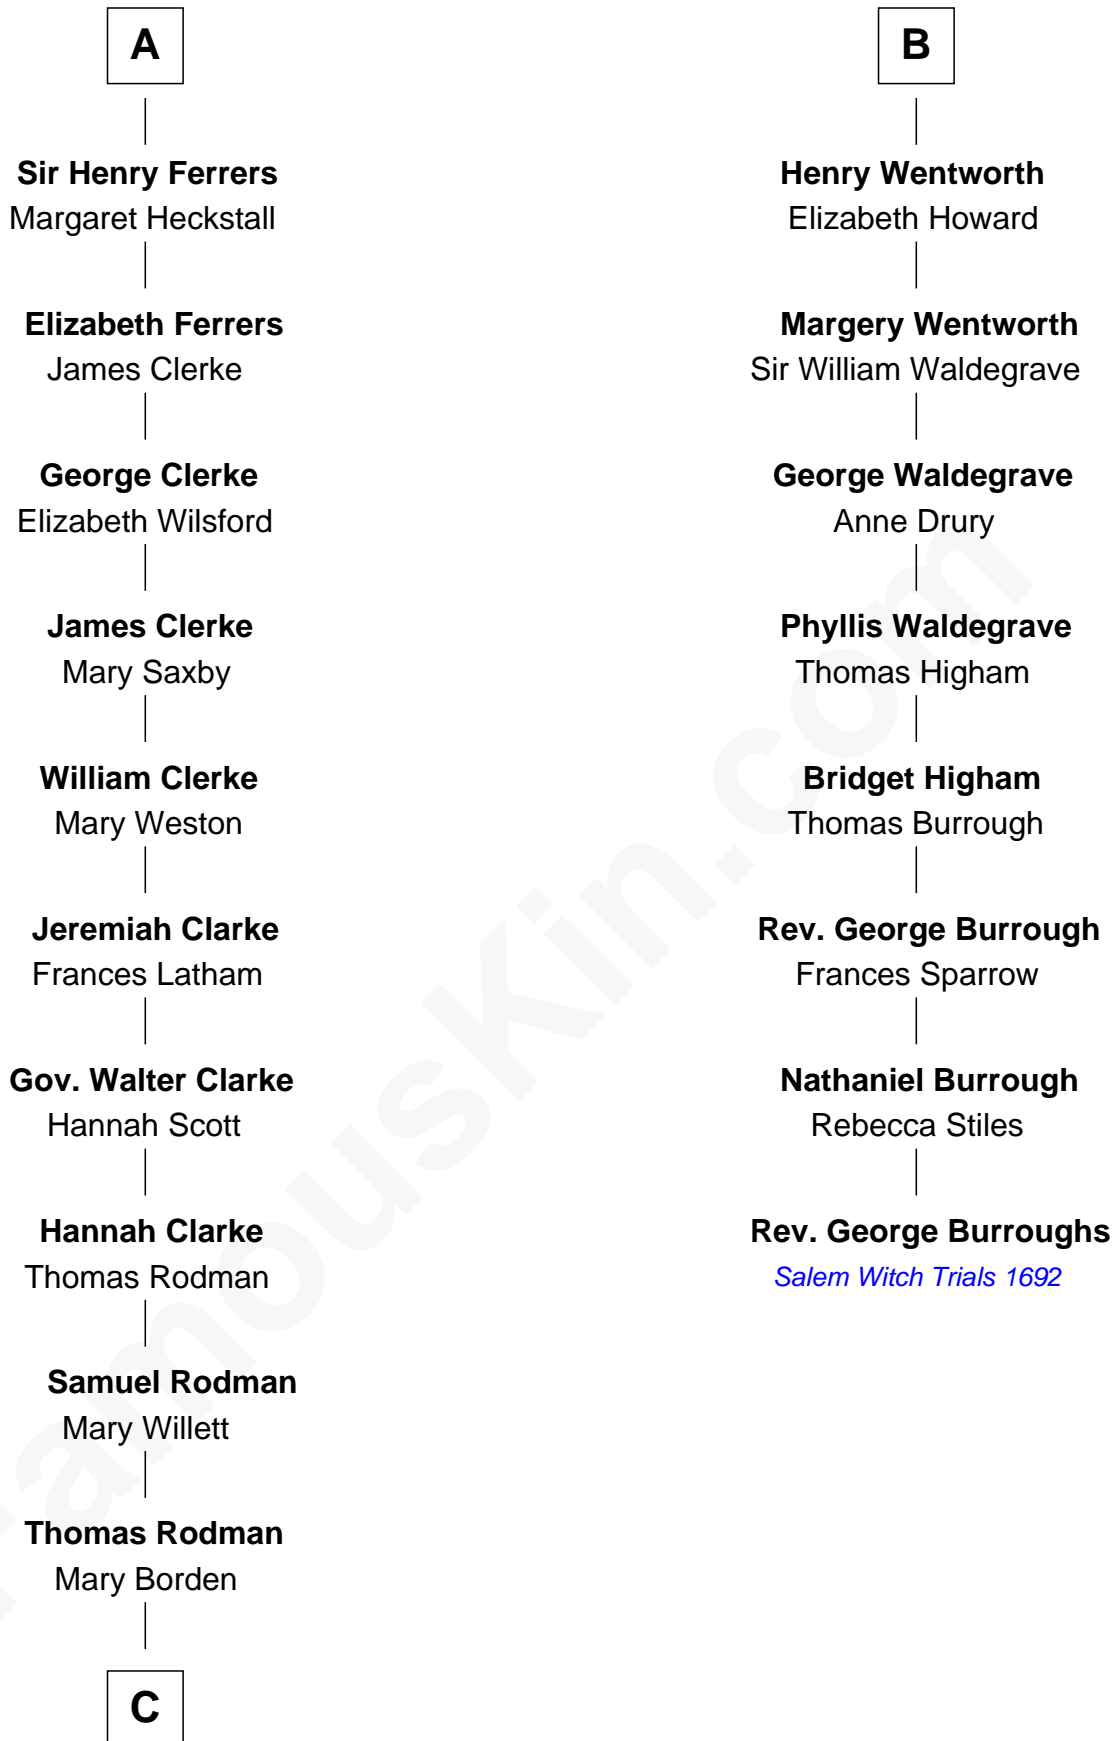 A
Sir Henry Ferrers
Margaret Heckstall
Elizabeth Ferrers
James Clerke
George Clerke
Elizabeth Wilsford
James Clerke
Mary Saxby
William Clerke
Mary Weston
Jeremiah Clarke
Frances Latham
Gov. Walter Clarke
Hannah Scott
Hannah Clarke
Thomas Rodman
Samuel Rodman
Mary Willett
Thomas Rodman
Mary Borden
C
B
Henry Wentworth
Elizabeth Howard
Margery Wentworth
Sir William Waldegrave
George Waldegrave
Anne Drury
Phyllis Waldegrave
Thomas Higham
Bridget Higham
Thomas Burrough
Rev. George Burrough
Frances Sparrow
Nathaniel Burrough
Rebecca Stiles
Rev. George Burroughs
Salem Witch Trials 1692
FamousKin.com